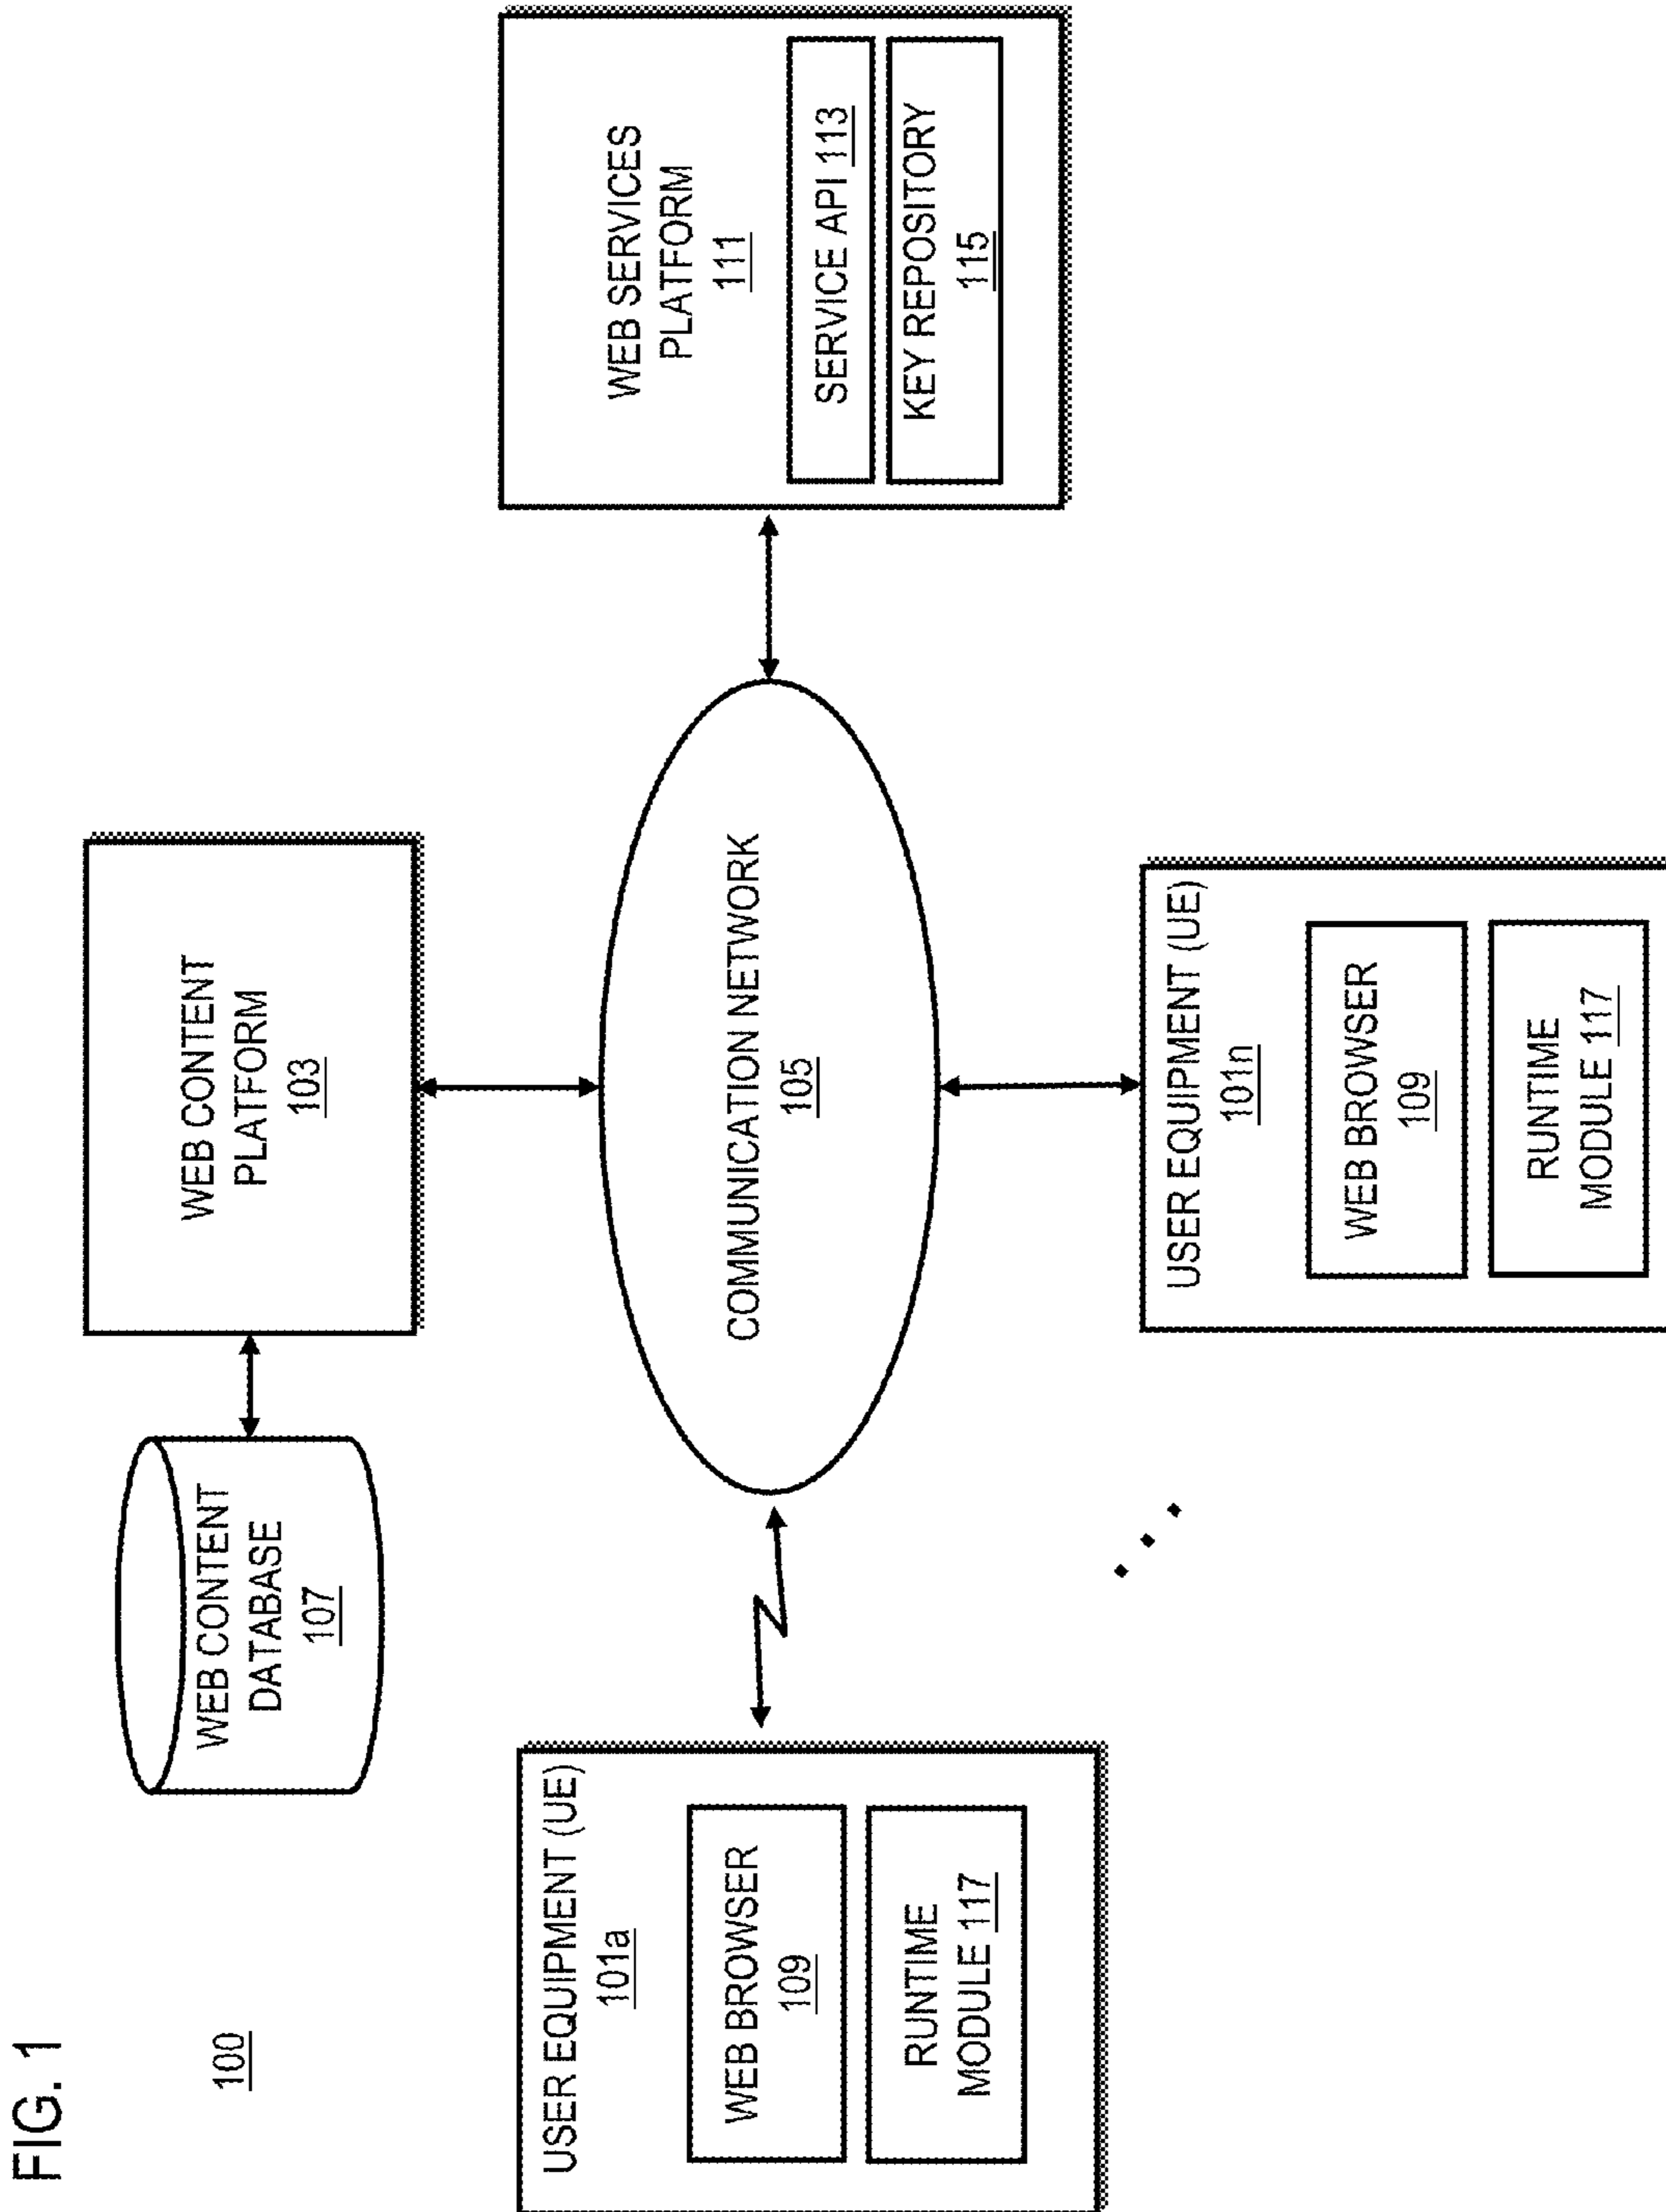 FIG. 1
100
WEB CONTENT
DATABASE
107
WEB CONTENT
PLATFORM
103
USER EQUIPMENT (UE)
101a
WEB BROWSER
109
RUNTIME
MODULE 117
COMMUNICATION NETWORK
105
WEB SERVICES
PLATFORM
111
SERVICE API 113
KEY REPOSITORY
115
USER EQUIPMENT (UE)
101n
WEB BROWSER
109
RUNTIME
MODULE 117